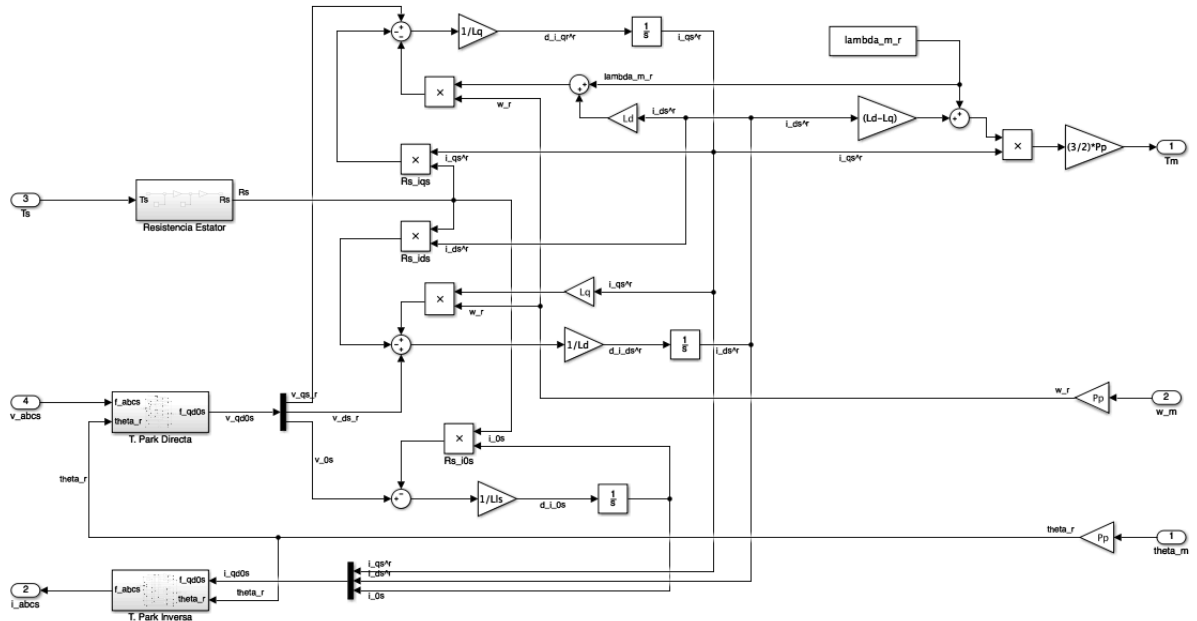 1/Lq
d_i_qr^r
1
s
i_qs^r
lambda_m_r
lambda_m_r
w_r
Ld
i_ds^r
i_ds^r
(Ld-Lq)
i_qs^r
i_qs^r
(3/2)*Pp
1
Tm
Rs_iqs
3
Ts
Ts
Rs
Rs
Resistencia Estator
Rs_ids
i_ds^r
Lq
i_qs^r
w_r
1/Ld
d_i_ds^r
1
s
i_ds^r
4
v_abcs
f_abcs
theta_r
f_qd0s
T. Park Directa
v_qd0s
v_qs_r
v_ds_r
v_0s
w_r
Pp
2
w_m
Rs_i0s
i_0s
1/Lls
d_i_0s
1
s
theta_r
theta_r
Pp
1
theta_m
2
i_abcs
f_abcs
f_qd0s
theta_r
T. Park Inversa
i_qd0s
theta_r
i_qs^r
i_ds^r
i_0s